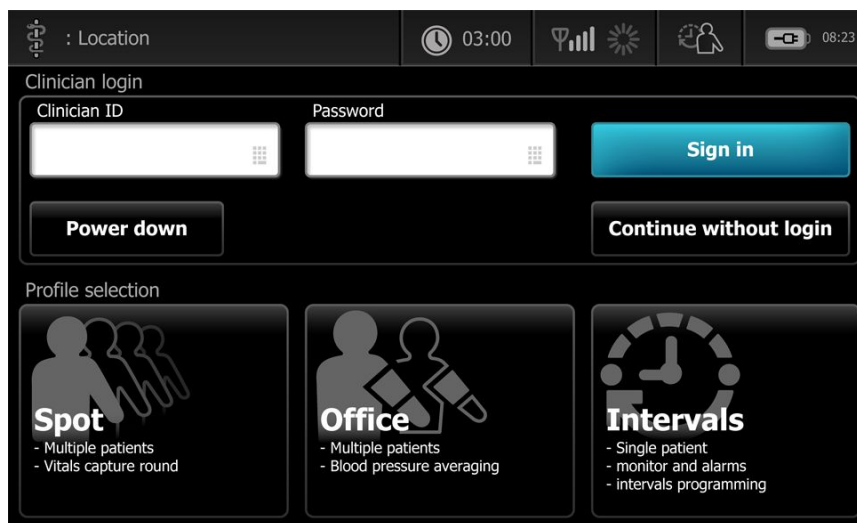 : Location
03:00
08:23
Clinician login
Clinician ID
Password
Sign in
Power down
Continue without login
Profile selection
Spot
- Multiple patients
- Vitals capture round
Office
- Multiple patients
- Blood pressure averaging
Intervals
- Single patient
- monitor and alarms
- intervals programming